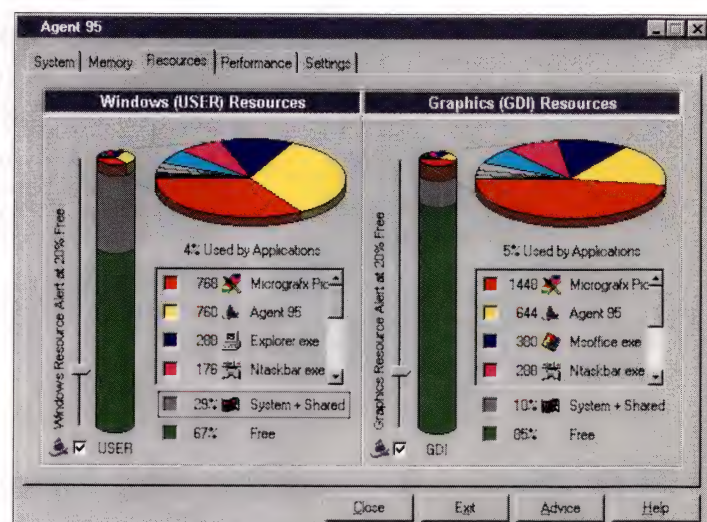 Agent 95
System Memory Resources Performance Settings
Windows (USER) Resources
Windows Resource Alert at 20% Free
USER
4% Used by Applications
768 Micrografx Pic
760 Agent 95
288 Explorer exe
176 Ntaskbar exe
29% System + Shared
67% Free
Graphics (GDI) Resources
Graphics Resource Alert at 20% Free
GDI
5% Used by Applications
1448 Micrografx Pic
644 Agent 95
380 Msoffice exe
288 Ntaskbar exe
10% System + Shared
85% Free
Close Exit Advice Help